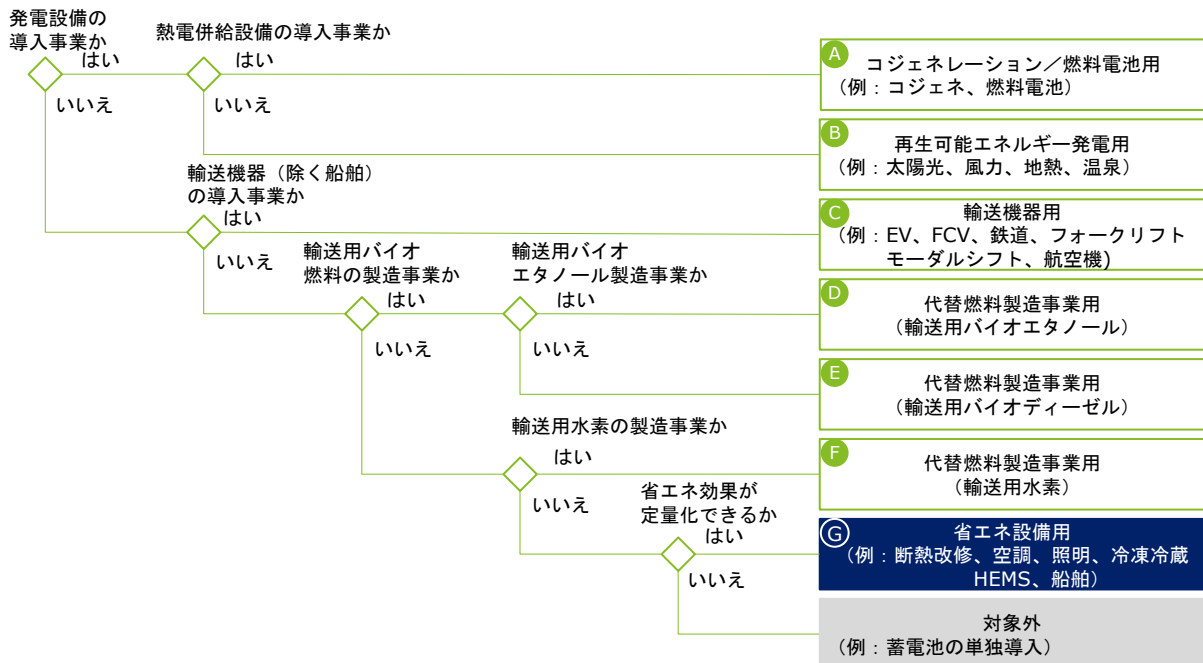 発電設備の
導入事業か
はい
いいえ
熱電併給設備の導入事業か
はい
いいえ
A
コジェネレーション／燃料電池用
（例：コジェネ、燃料電池）
B
再生可能エネルギー発電用
（例：太陽光、風力、地熱、温泉）
輸送機器（除く船舶）
の導入事業か
はい
いいえ
C
輸送機器用
（例：EV、FCV、鉄道、フォークリフト
モーダルシフト、航空機)
輸送用バイオ
燃料の製造事業か
はい
いいえ
輸送用バイオ
エタノール製造事業か
はい
いいえ
D
代替燃料製造事業用
（輸送用バイオエタノール）
E
代替燃料製造事業用
（輸送用バイオディーゼル）
輸送用水素の製造事業か
はい
いいえ
F
代替燃料製造事業用
（輸送用水素）
省エネ効果が
定量化できるか
はい
いいえ
G
省エネ設備用
（例：断熱改修、空調、照明、冷凍冷蔵
HEMS、船舶）
対象外
（例：蓄電池の単独導入）